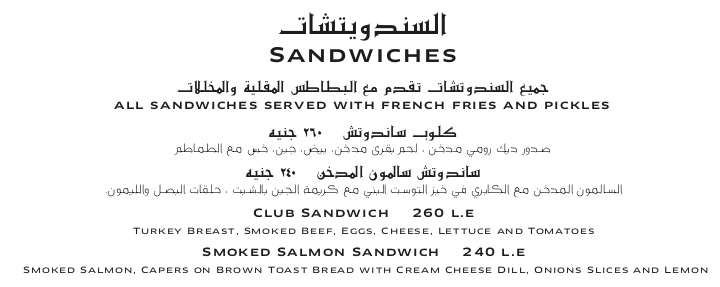 السندويتشات
SANDWICHES
جميع السندوتشات تقدم مع البطاطس المقلية والمخللات
ALL SANDWICHES SERVED WITH FRENCH FRIES AND PICKLES
كلوب ساندوتش ٢٦٠ جنيه
صدور ديك رومي مدخن ، لحم بقري مدخن، بيض، جبن، خس مع الطماطم
ساندوتش سالمون المدخن ٢٤٠ جنيه
السالمون المدخن مع الكابري في خبز التوست البني مع كريمة الجبن بالشبت ، حلقات البصل والليمون.
CLUB SANDWICH 260 L.E
TURKEY BREAST, SMOKED BEEF, EGGS, CHEESE, LETTUCE AND TOMATOES
SMOKED SALMON SANDWICH 240 L.E
SMOKED SALMON, CAPERS ON BROWN TOAST BREAD WITH CREAM CHEESE DILL, ONIONS SLICES AND LEMON